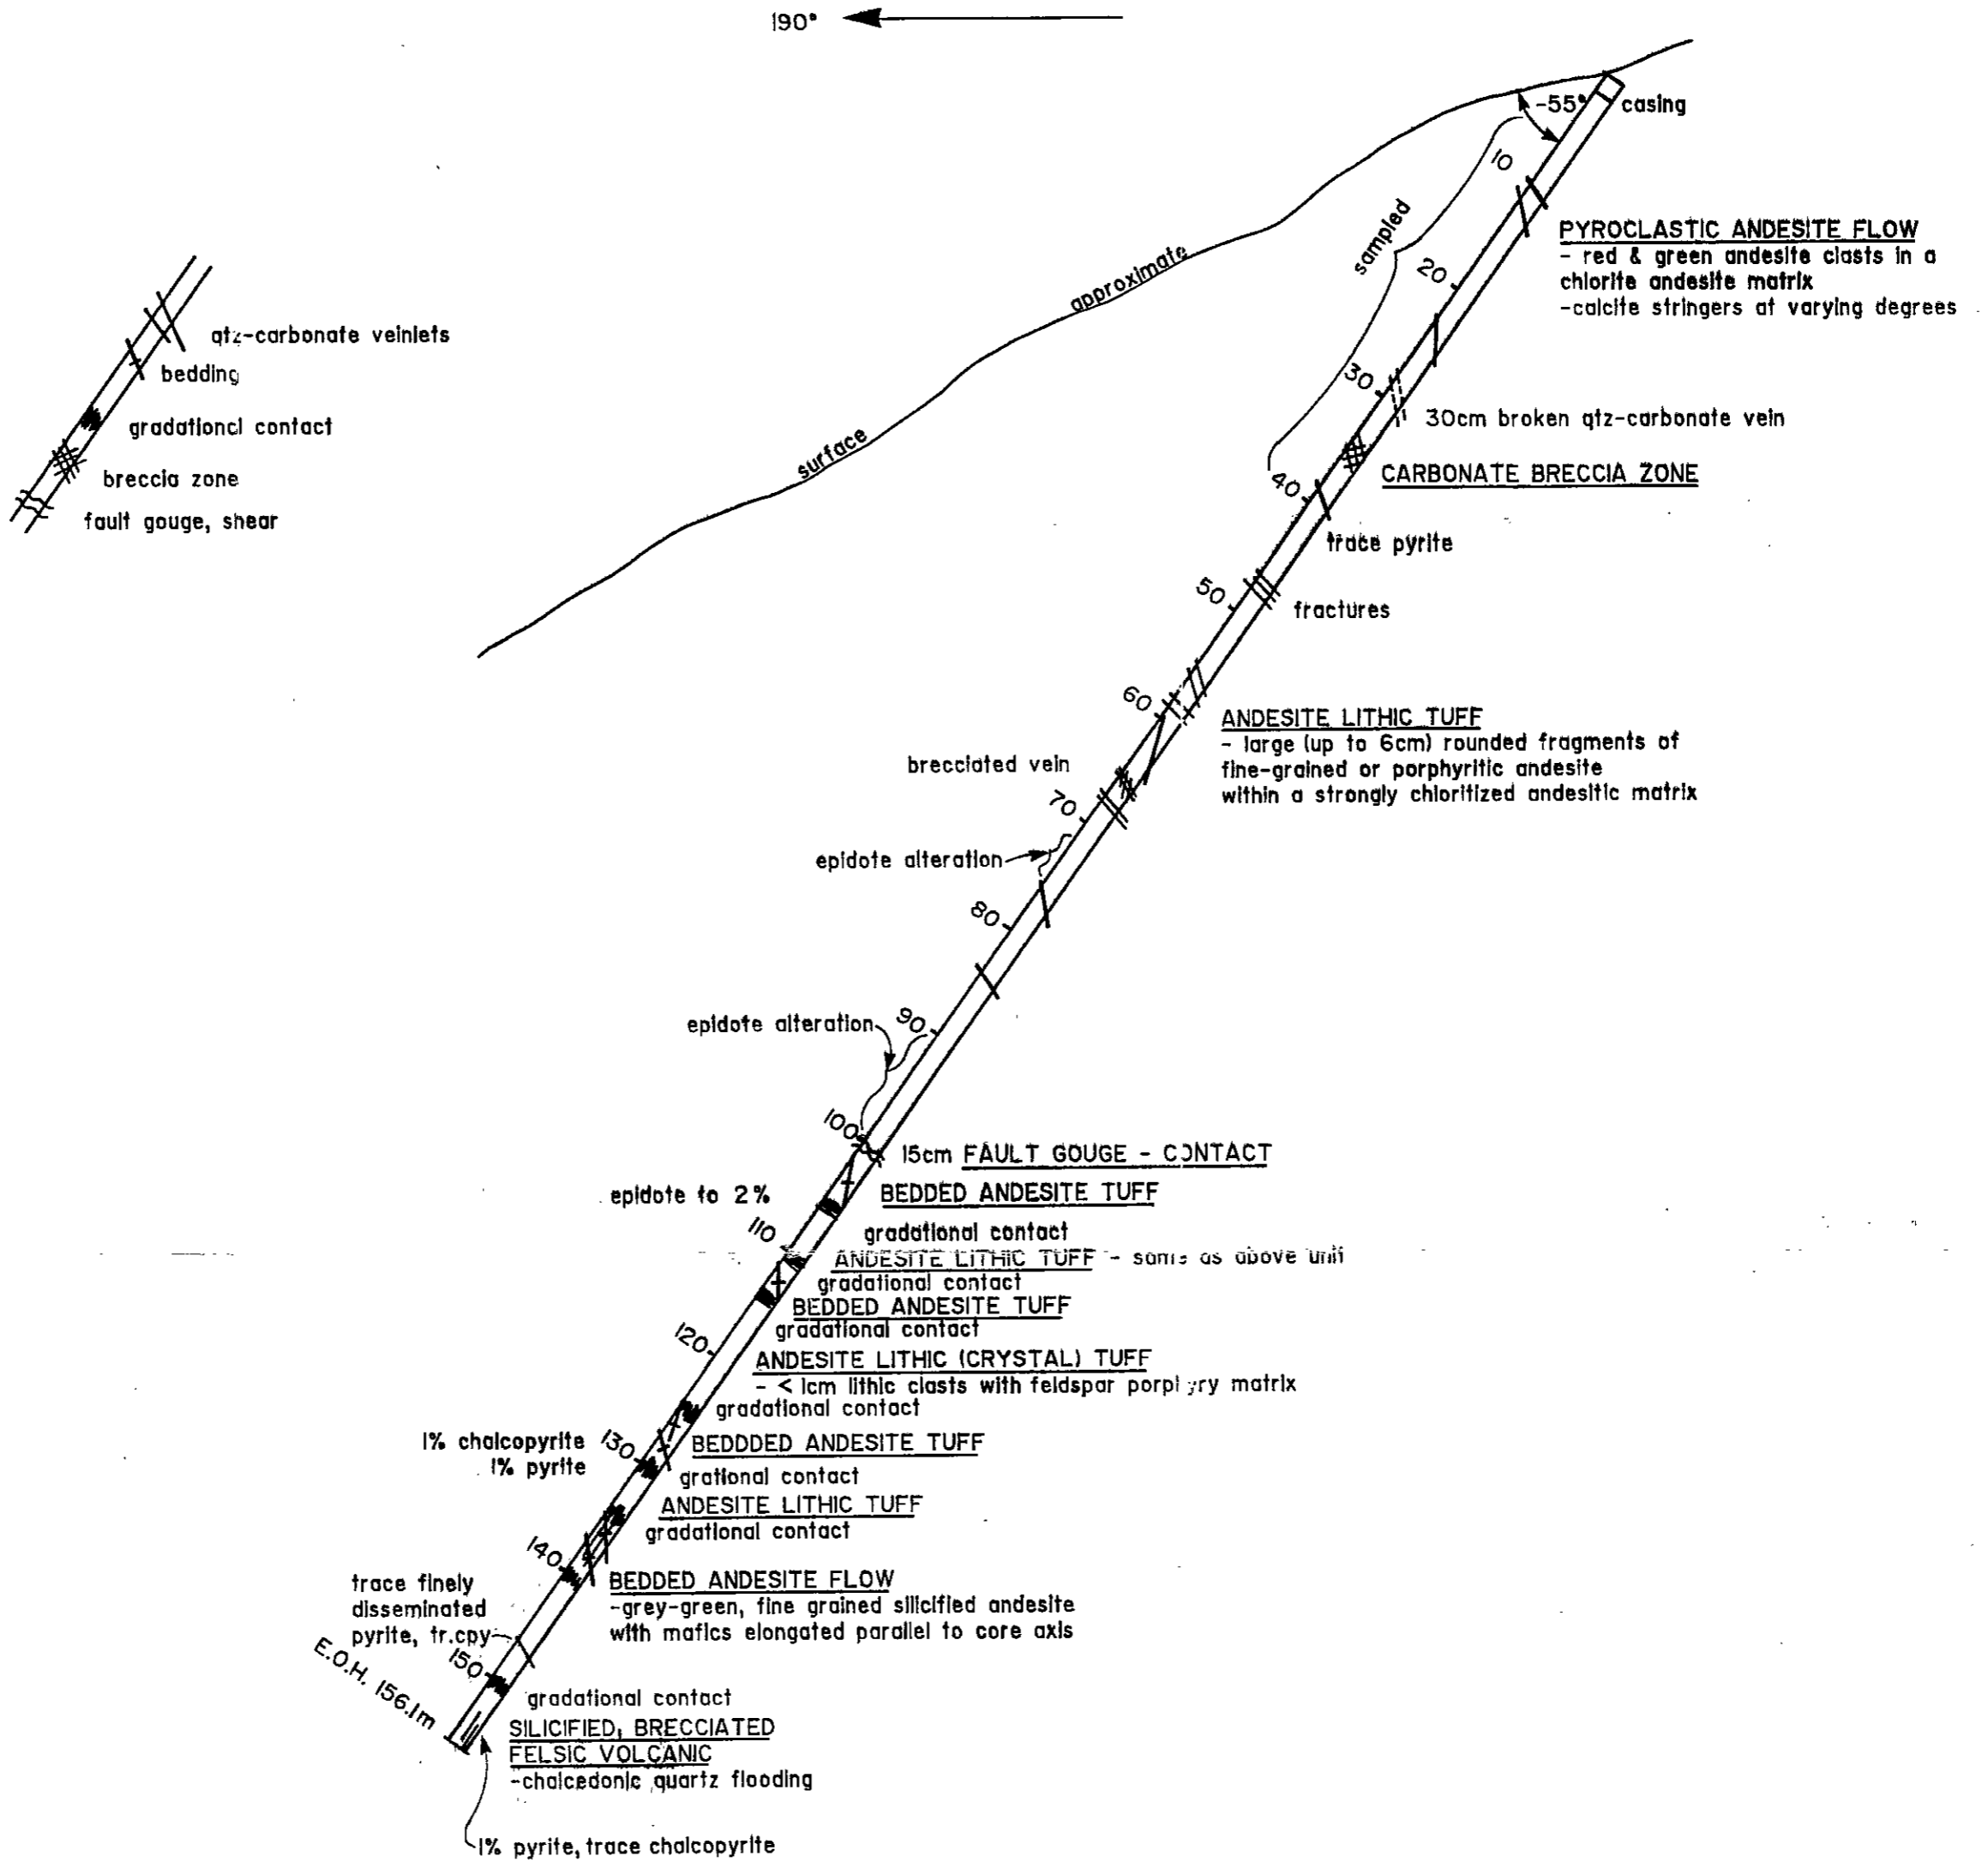 190°
-55°
casing
10
sampled
PYROCLASTIC ANDESITE FLOW
- red & green andesite clasts in a
chlorite andesite matrix
-calcite stringers at varying degrees
20
approximate
surface
30
30cm broken qtz-carbonate vein
CARBONATE BRECCIA ZONE
40
trace pyrite
50
fractures
qtz-carbonate veinlets
bedding
gradational contact
breccia zone
fault gouge, shear
60
ANDESITE LITHIC TUFF
- large (up to 6cm) rounded fragments of
fine-grained or porphyritic andesite
within a strongly chloritized andesitic matrix
brecciated vein
70
epidote alteration
80
epidote alteration
90
100
15cm FAULT GOUGE - CONTACT
epidote to 2%
BEDDED ANDESITE TUFF
110
gradational contact
ANDESITE LITHIC TUFF - same as above unit
gradational contact
BEDDED ANDESITE TUFF
gradational contact
120
ANDESITE LITHIC (CRYSTAL) TUFF
- < 1cm lithic clasts with feldspar porphyry matrix
gradational contact
1% chalcopyrite
1% pyrite
130
BEDDDED ANDESITE TUFF
grational contact
ANDESITE LITHIC TUFF
gradational contact
140
BEDDED ANDESITE FLOW
-grey-green, fine grained silicified andesite
with mafics elongated parallel to core axis
trace finely
disseminated
pyrite, tr.cpy
150
E.O.H. 156.1m
gradational contact
SILICIFIED, BRECCIATED
FELSIC VOLCANIC
-chalcedonic quartz flooding
1% pyrite, trace chalcopyrite